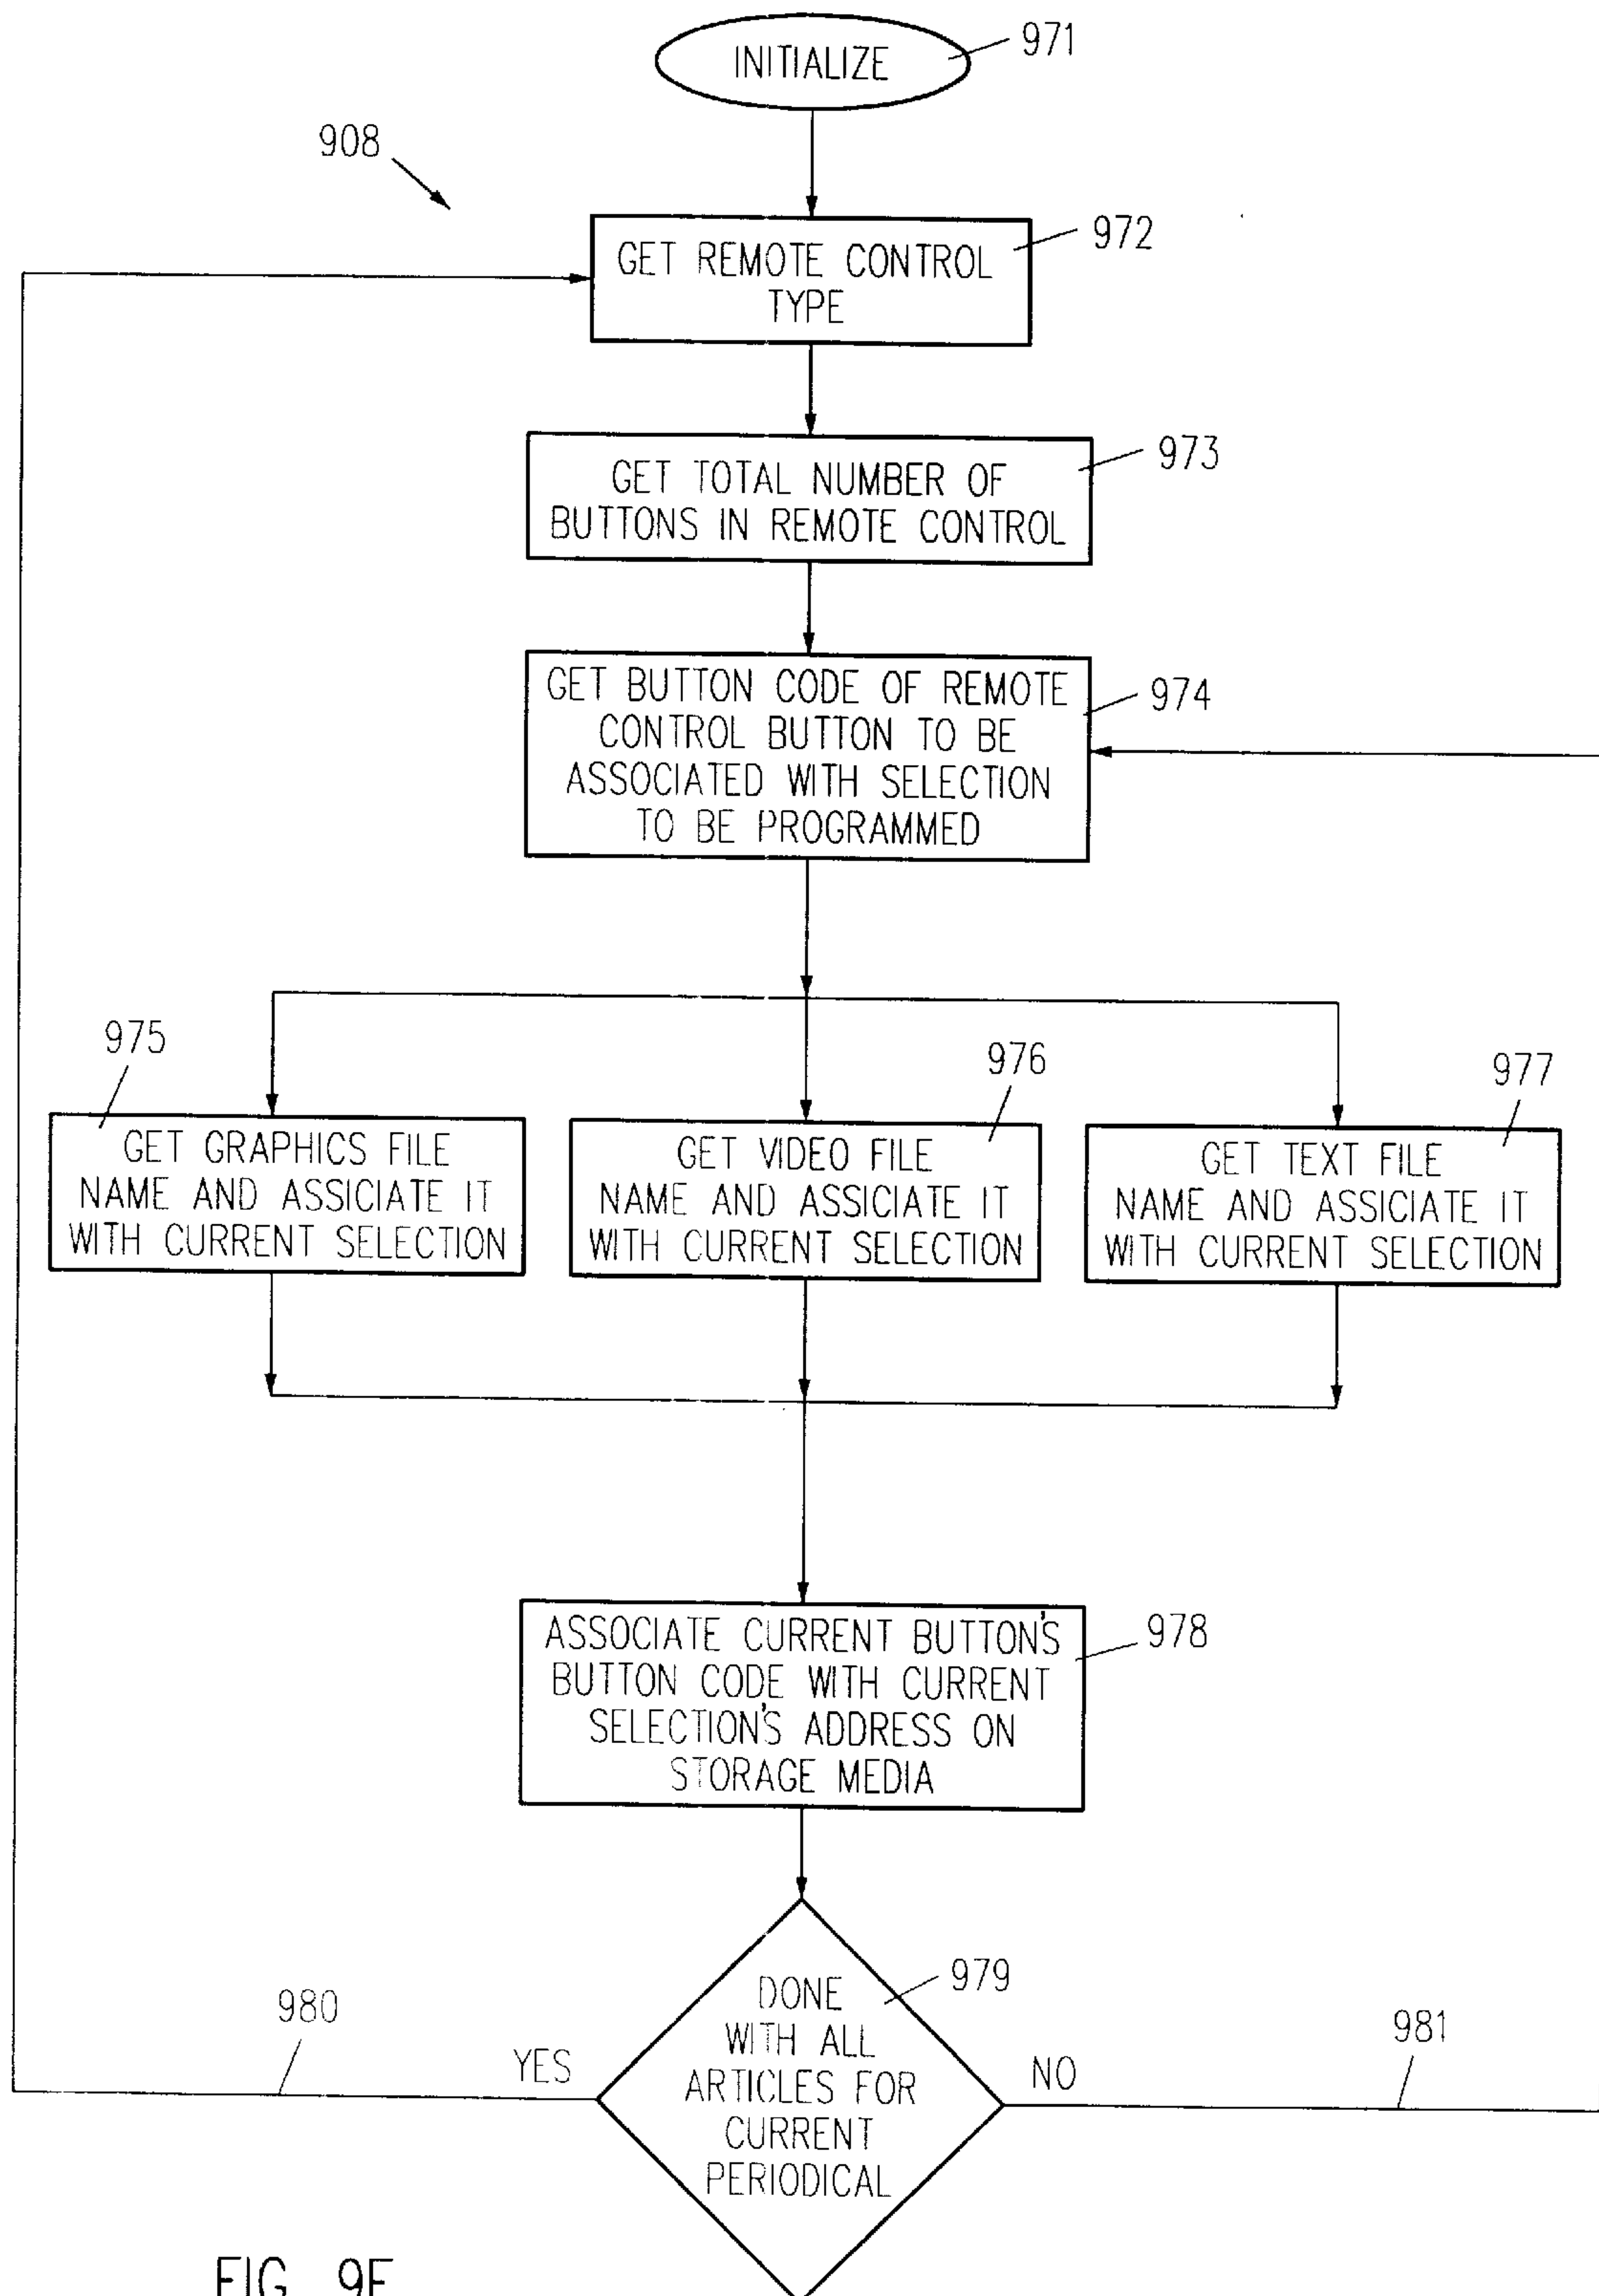 INITIALIZE
971
908
GET REMOTE CONTROL
TYPE
972
GET TOTAL NUMBER OF
BUTTONS IN REMOTE CONTROL
973
GET BUTTON CODE OF REMOTE
CONTROL BUTTON TO BE
ASSOCIATED WITH SELECTION
TO BE PROGRAMMED
974
975
GET GRAPHICS FILE
NAME AND ASSICIATE IT
WITH CURRENT SELECTION
976
GET VIDEO FILE
NAME AND ASSICIATE IT
WITH CURRENT SELECTION
977
GET TEXT FILE
NAME AND ASSICIATE IT
WITH CURRENT SELECTION
ASSOCIATE CURRENT BUTTON'S
BUTTON CODE WITH CURRENT
SELECTION'S ADDRESS ON
STORAGE MEDIA
978
DONE
WITH ALL
ARTICLES FOR
CURRENT
PERIODICAL
979
980
YES
NO
981
FIG. 9F